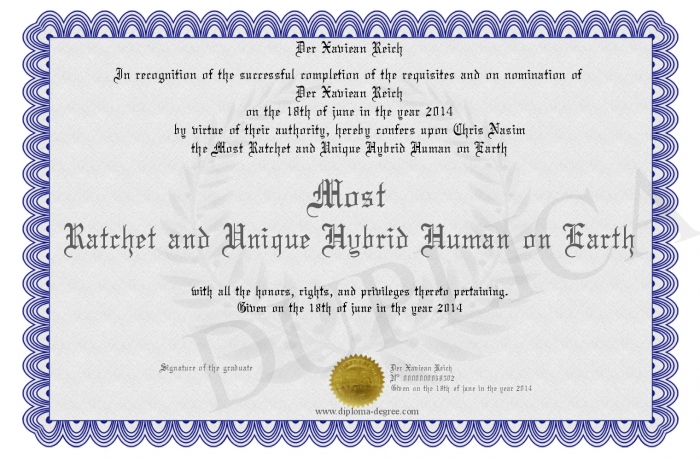 Der Xaviean Reich
In recognition of the successful completion of the requisites and on nomination of
Der Xaviean Reich
on the 18th of june in the year 2014
by virtue of their authority, hereby confers upon Chris Nasim
the Most Ratchet and Unique Hybrid Human on Earth
Most
Ratchet and Unique Hybrid Human on Earth
with all the honors, rights, and privileges thereto pertaining.
Given on the 18th of june in the year 2014
DUPLICA
Signature of the graduate
Der Xaviean Reich
Given on the 18th of june in the year 2014
www.diploma-degree.com